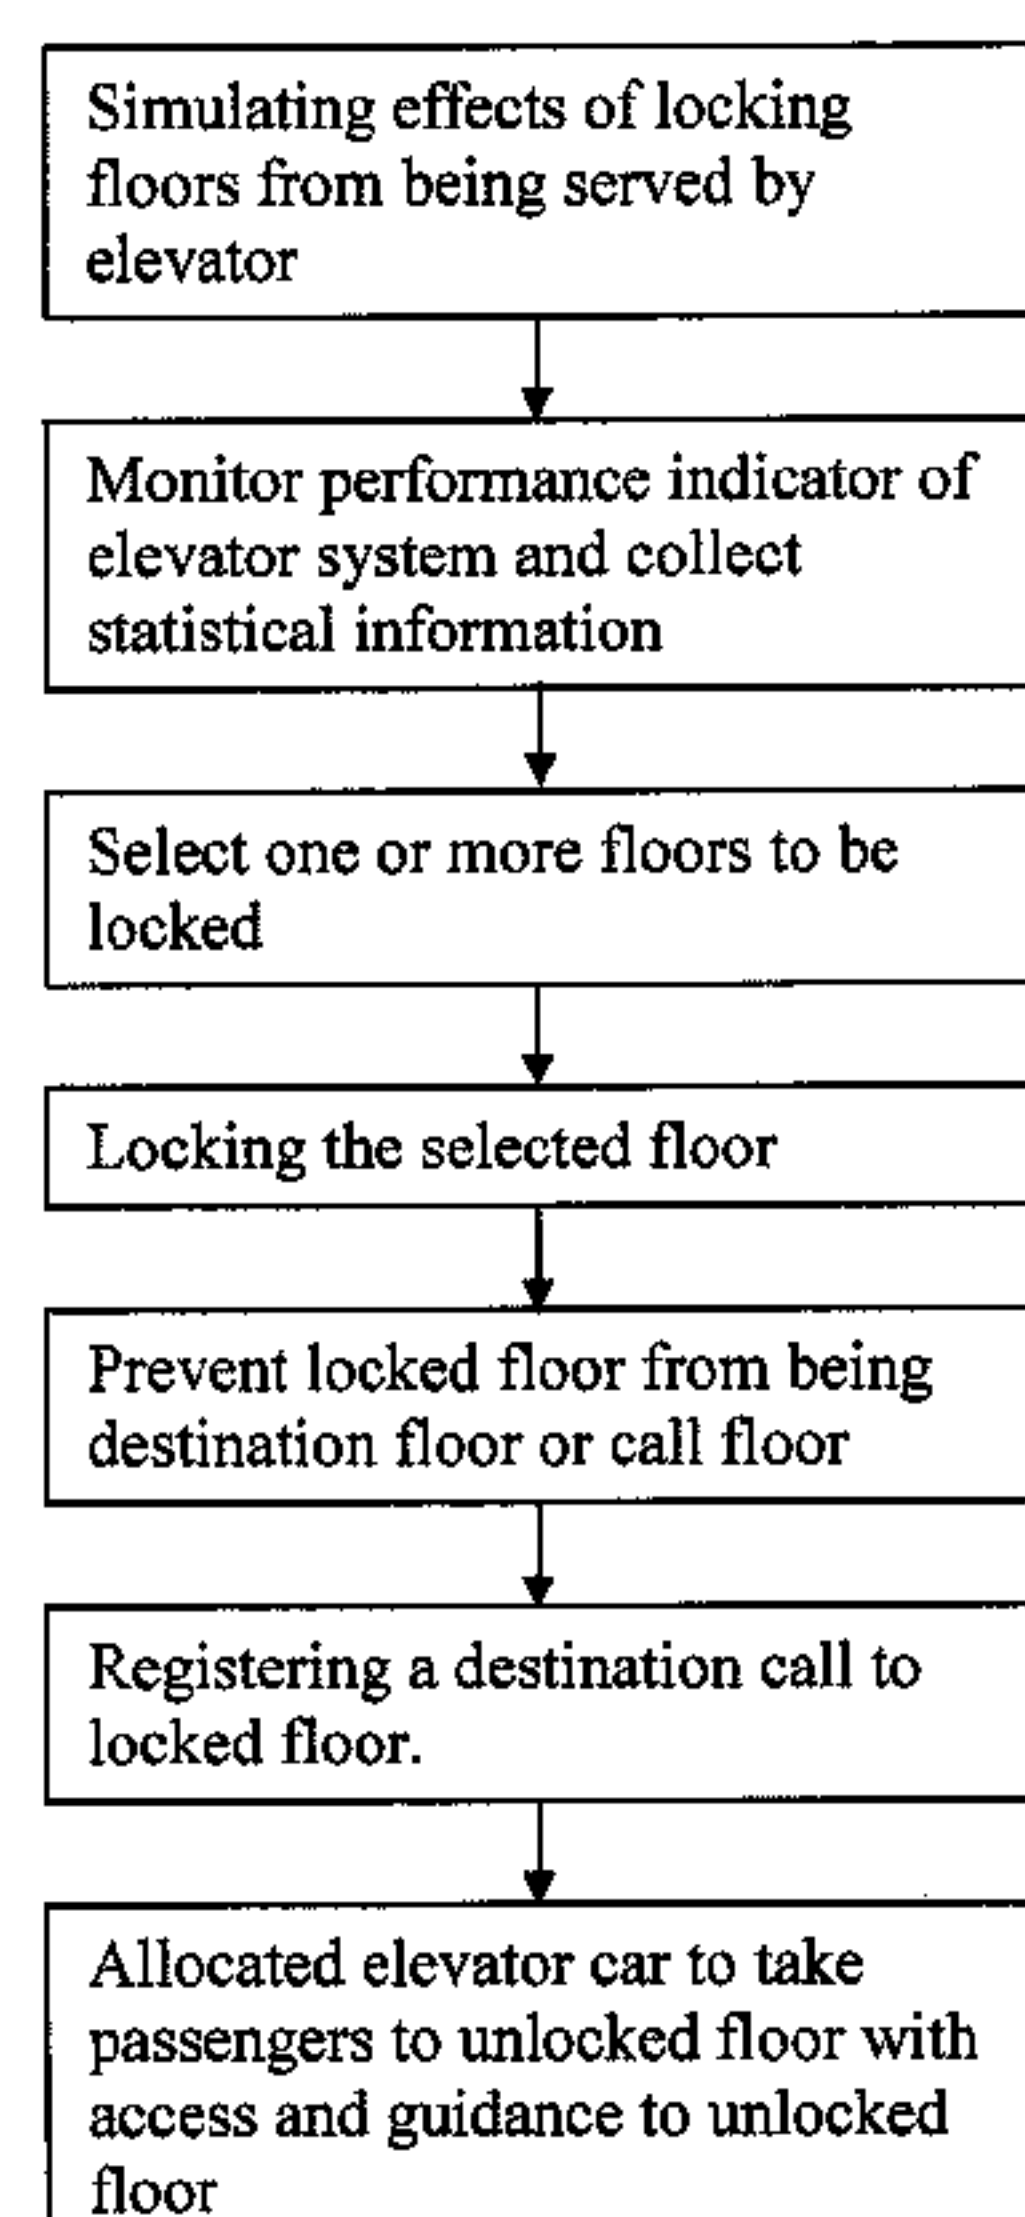 Simulating effects of locking
floors from being served by
elevator
Monitor performance indicator of
elevator system and collect
statistical information
Select one or more floors to be
locked
Locking the selected floor
Prevent locked floor from being
destination floor or call floor
Registering a destination call to
locked floor.
Allocated elevator car to take
passengers to unlocked floor with
access and guidance to unlocked
floor